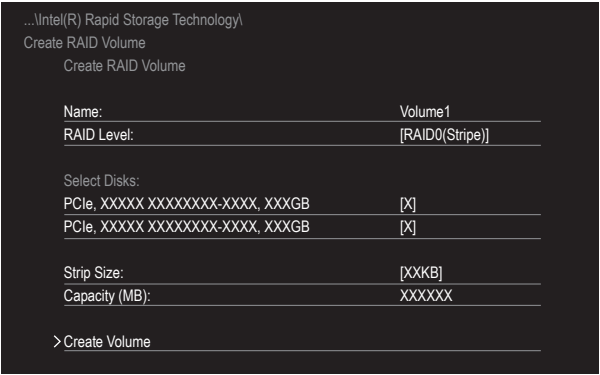 ...\Intel(R) Rapid Storage Technology\
Create RAID Volume
Create RAID Volume
Name: Volume1
RAID Level: [RAID0(Stripe)]
Select Disks:
PCIe, XXXXX XXXXXXXX-XXXX, XXXGB [X]
PCIe, XXXXX XXXXXXXX-XXXX, XXXGB [X]
Strip Size: [XXKB]
Capacity (MB): XXXXXX
>Create Volume